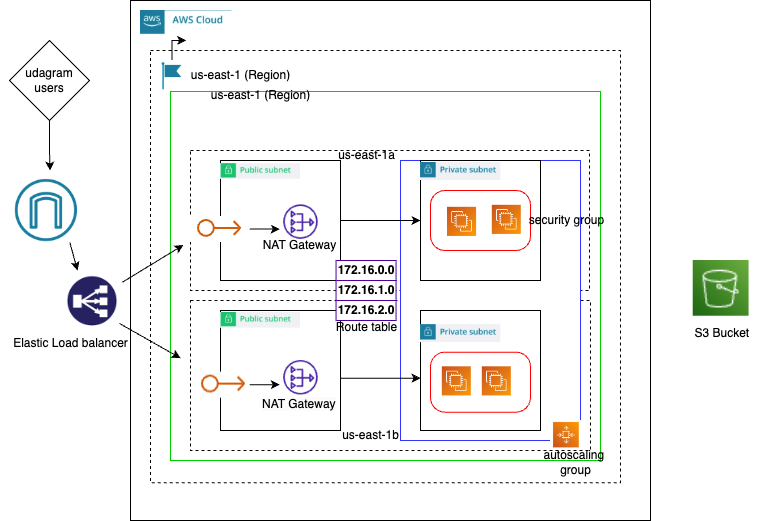 aws
AWS Cloud
udagram
users
us-east-1 (Region)
us-east-1 (Region)
us-east-1a
Public subnet
Private subnet
security group
NAT Gateway
172.16.0.0
172.16.1.0
172.16.2.0
Route table
Elastic Load balancer
Public subnet
Private subnet
S3 Bucket
NAT Gateway
us-east-1b
autoscaling
group